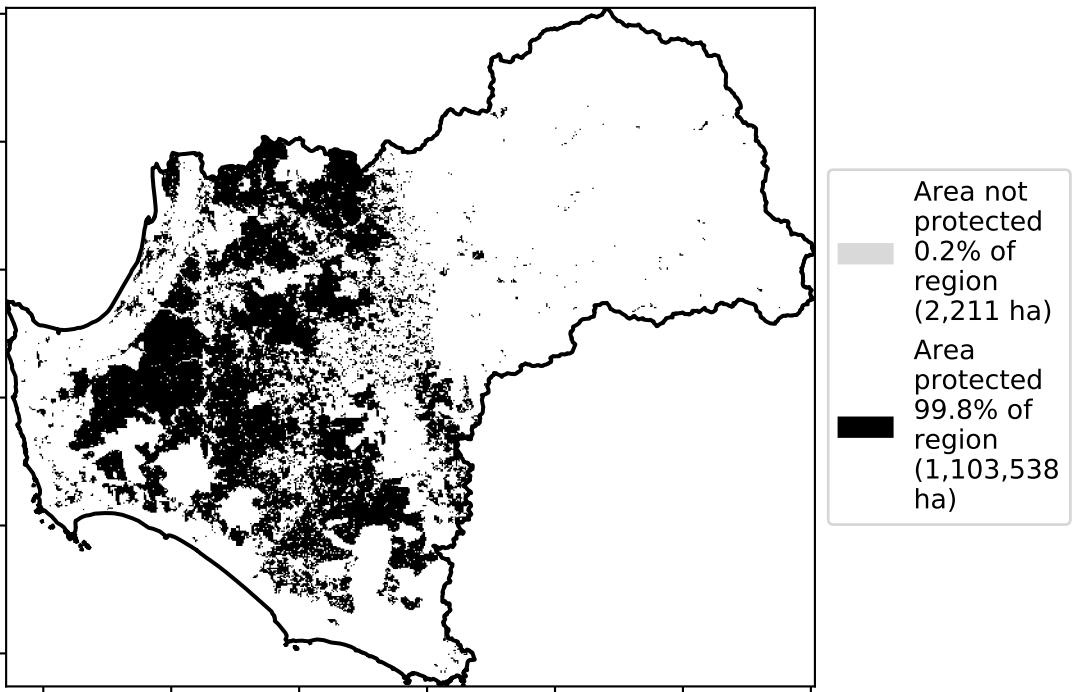 Area not
protected
0.2% of
region
(2,211 ha)
Area
protected
99.8% of
region
(1,103,538
ha)